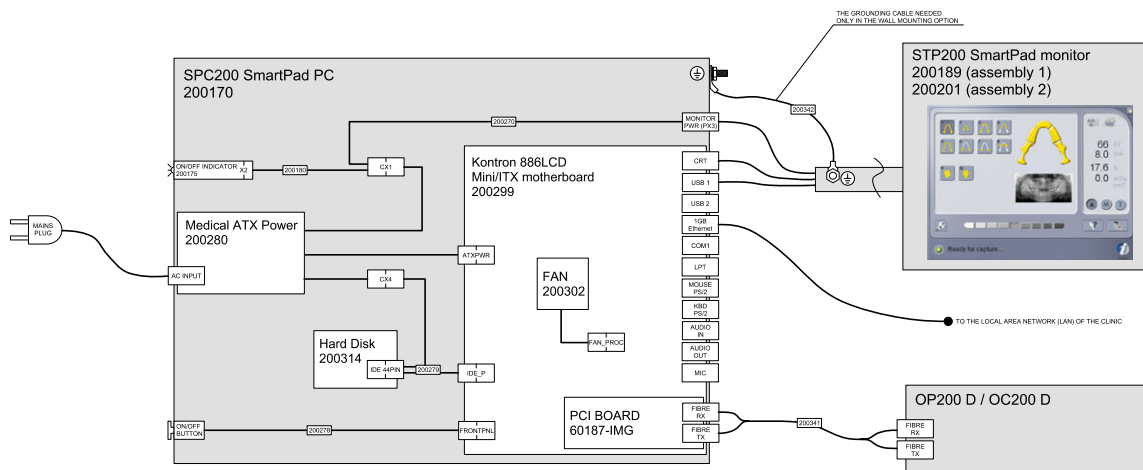 THE GROUNDING CABLE NEEDED
ONLY IN THE WALL MOUNTING OPTION
SPC200 SmartPad PC
200170
STP200 SmartPad monitor
200189 (assembly 1)
200201 (assembly 2)
200342
200270
MONITOR
PWR (PX3)
ON/OFF INDICATOR
200175
X2
200180
CX1
Kontron 886LCD
Mini/ITX motherboard
200299
CRT
USB 1
USB 2
1GB
Ethernet
COM1
LPT
MOUSE
PS/2
KBD
PS/2
AUDIO
IN
AUDIO
OUT
MIC
66 kV
8.0 mA
17.6 s
0.0
A M T
Ready for capture...
MAINS
PLUG
Medical ATX Power
200280
AC INPUT
ATXPWR
CX4
FAN
200302
FAN_PROC
Hard Disk
200314
IDE 44PIN
200279
IDE_P
TO THE LOCAL AREA NETWORK (LAN) OF THE CLINIC
ON/OFF
BUTTON
200278
FRONTPNL
PCI BOARD
60187-IMG
FIBRE
RX
FIBRE
TX
200341
OP200 D / OC200 D
FIBRE
RX
FIBRE
TX